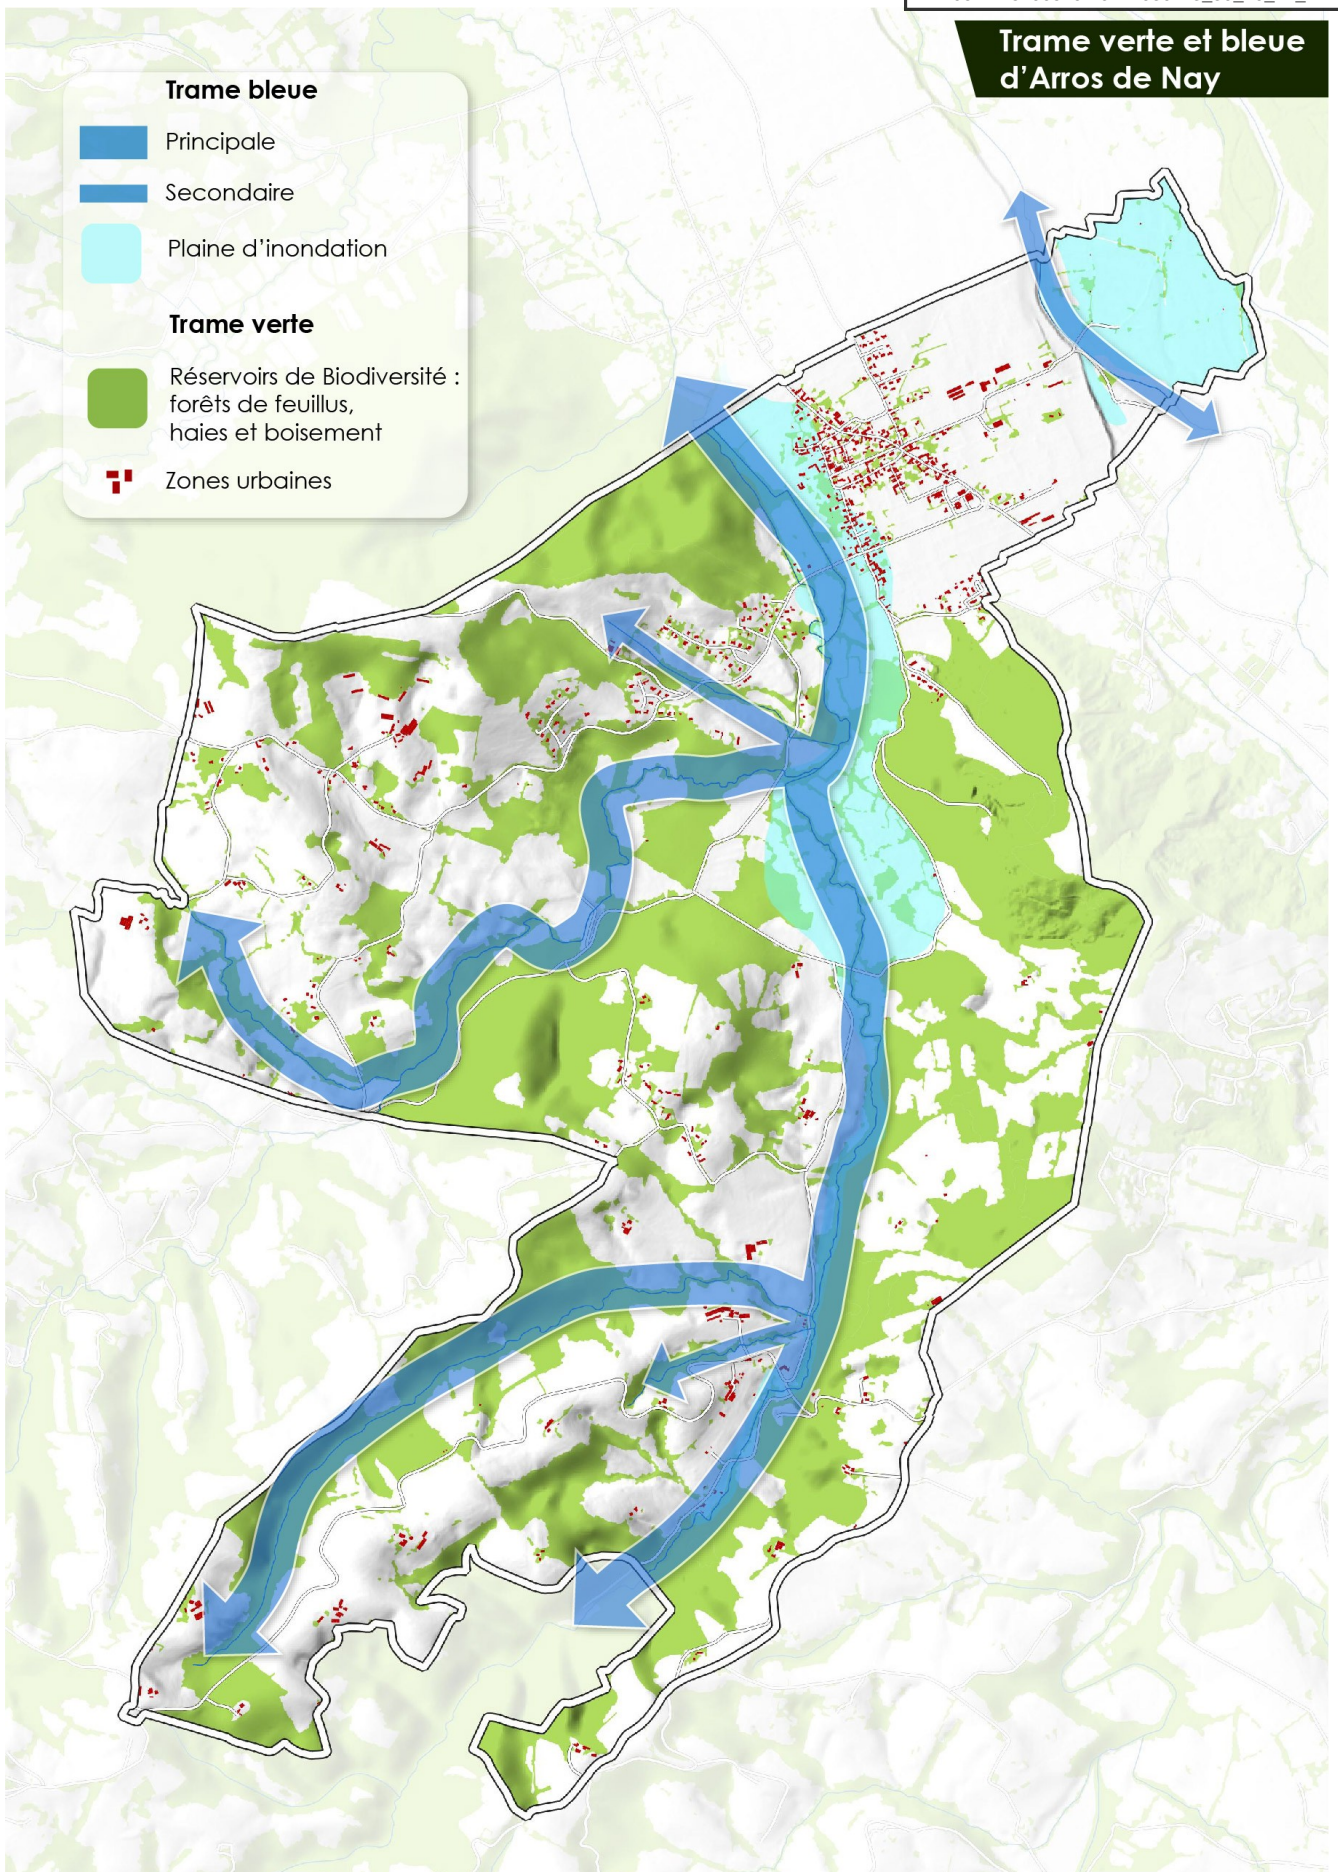 Trame verte et bleue
d'Arros de Nay
Trame bleue
Principale
Secondaire
Plaine d'inondation
Trame verte
Réservoirs de Biodiversité :
forêts de feuillus,
haies et boisement
Zones urbaines